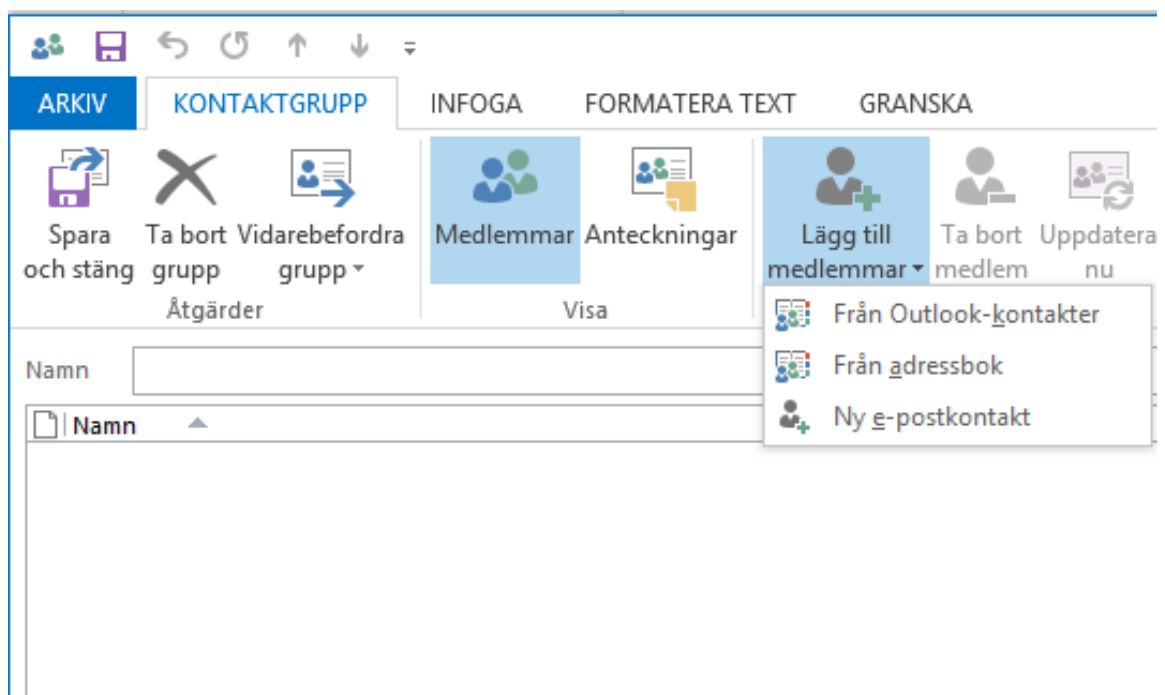 ARKIV KONTAKTGRUPP INFOGA FORMATERA TEXT GRANSKA
Spara och stäng
Ta bort grupp
Vidarebefordra grupp
Medlemmar
Anteckningar
Lägg till medlemmar
Ta bort medlem
Uppdatera nu
Åtgärder
Visa
Från Outlook-kontakter
Från adressbok
Ny e-postkontakt
Namn
Namn